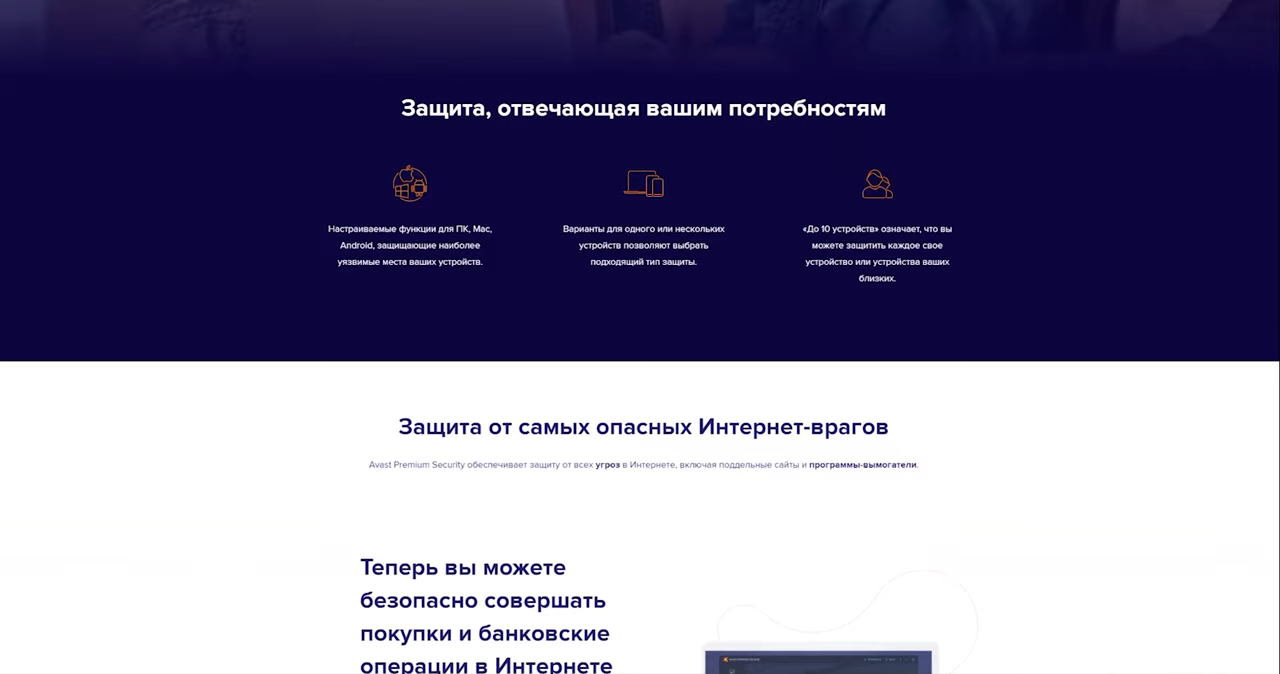 Защита, отвечающая вашим потребностям
Настраиваемые функции для ПК, Mac,
Android, защищающие наиболее
уязвимые места ваших устройств.
Варианты для одного или нескольких
устройств позволяют выбрать
подходящий тип защиты.
«До 10 устройств» означает, что вы
можете защитить каждое свое
устройство или устройства ваших
близких.
Защита от самых опасных Интернет-врагов
Avast Premium Security обеспечивает защиту от всех угроз в Интернете, включая поддельные сайты и программы-вымогатели.
Теперь вы можете
безопасно совершать
покупки и банковские
операции в Интернете